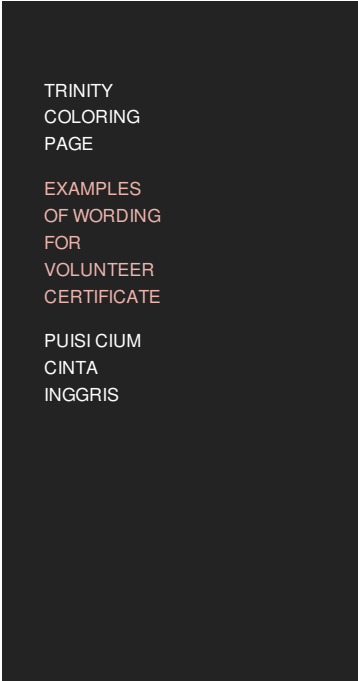 TRINITY
COLORING
PAGE
EXAMPLES
OF WORDING
FOR
VOLUNTEER
CERTIFICATE
PUISI CIUM
CINTA
INGGRIS